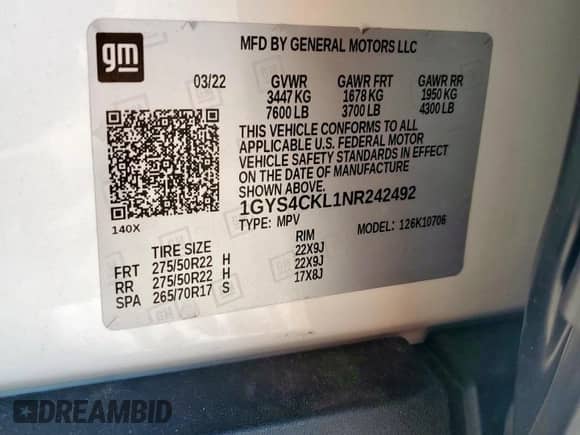 gm
MFD BY GENERAL MOTORS LLC
03/22 GVWR GAWR FRT GAWR RR
3447 KG 1678 KG 1950 KG
7600 LB 3700 LB 4300 LB
THIS VEHICLE CONFORMS TO ALL
APPLICABLE U.S. FEDERAL MOTOR
VEHICLE SAFETY STANDARDS IN EFFECT
ON THE DATE OF MANUFACTURE
SHOWN ABOVE.
1GYS4CKL1NR242492
140X TYPE: MPV MODEL: 126K10706
TIRE SIZE RIM
FRT 275/50R22 H 22X9J
RR 275/50R22 H 22X9J
SPA 265/70R17 S 17X8J
DREAMBID